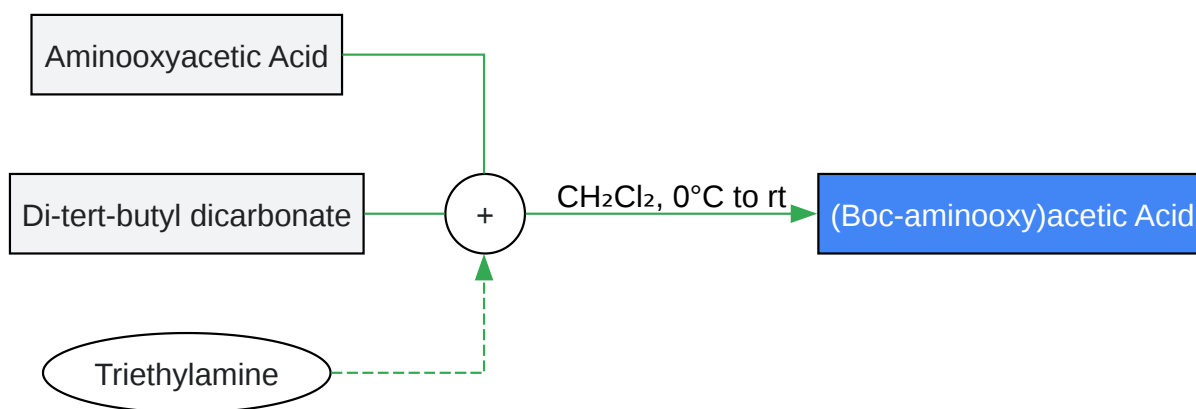 Aminooxyacetic Acid
Di-tert-butyl dicarbonate
+
CH₂Cl₂, 0°C to rt
(Boc-aminooxy)acetic Acid
Triethylamine